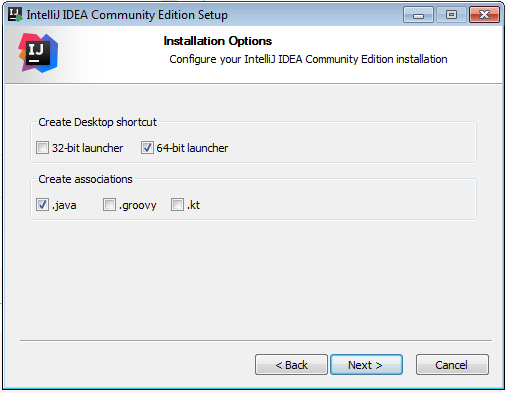 IntelliJ IDEA Community Edition Setup
IJ
Installation Options
Configure your IntelliJ IDEA Community Edition installation
Create Desktop shortcut
32-bit launcher 64-bit launcher
Create associations
.java .groovy .kt
< Back Next > Cancel